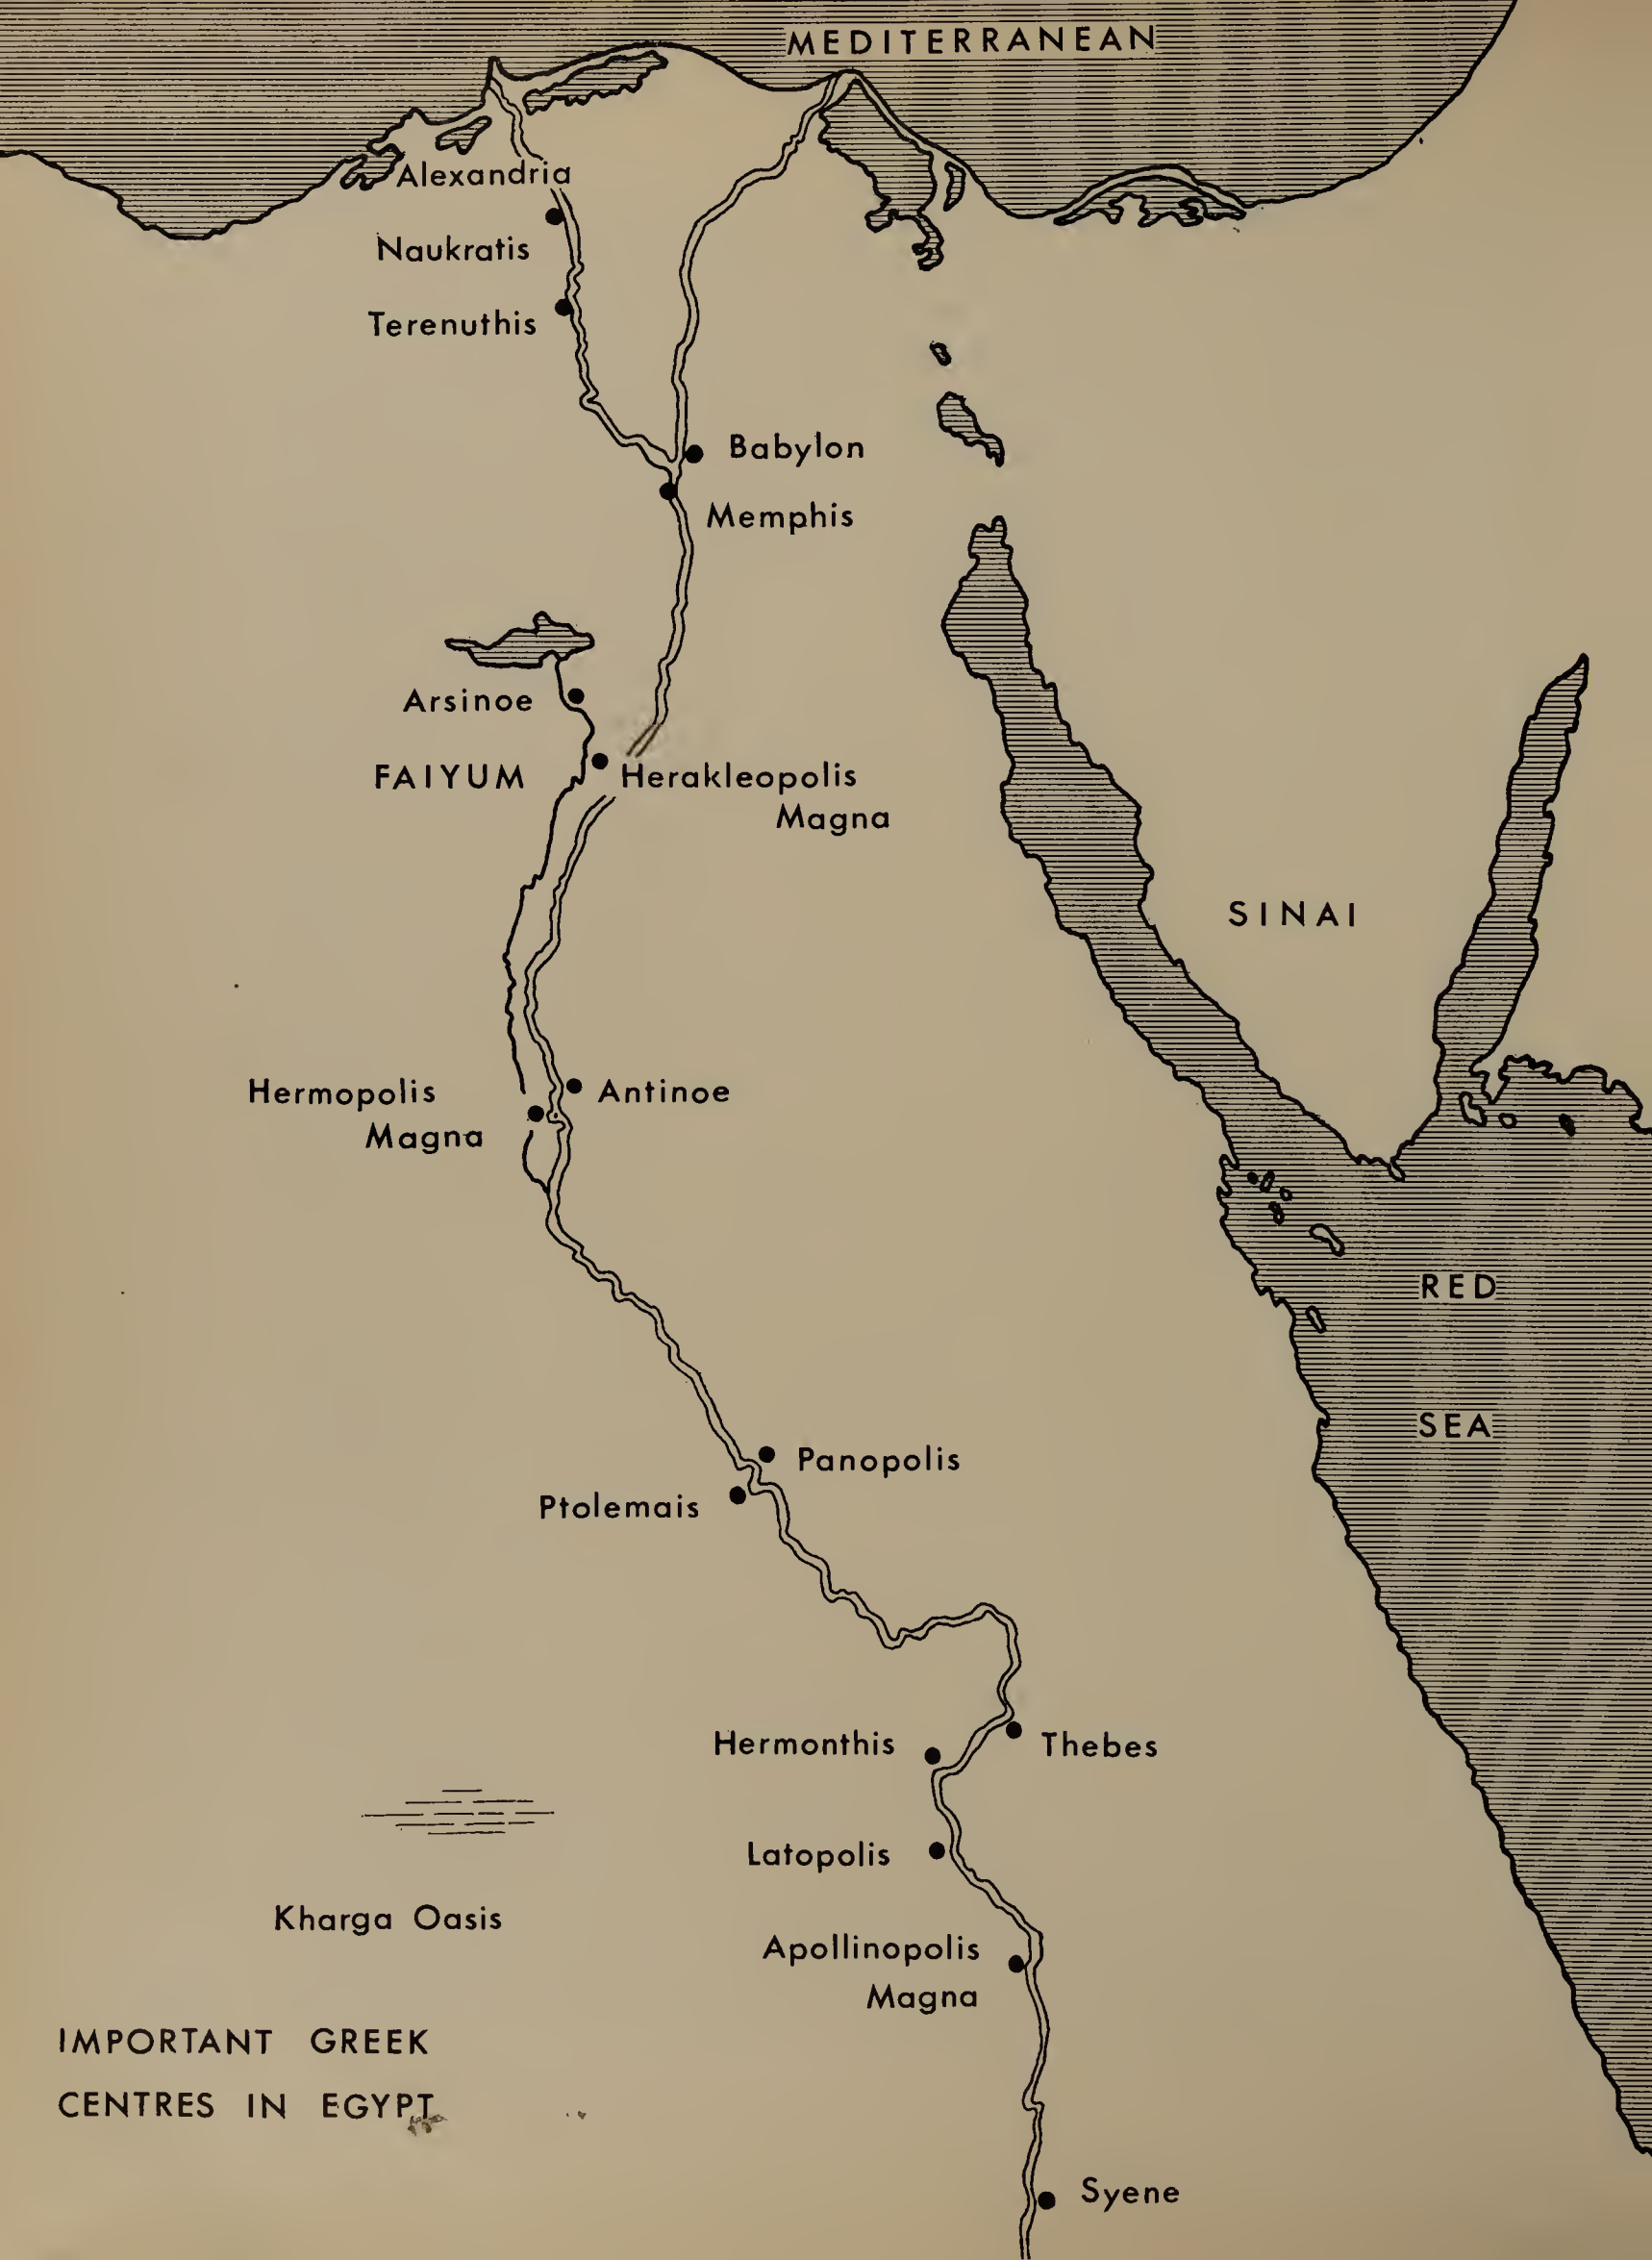 MEDITERRANEAN
Alexandria
Naukratis
Terenuthis
Babylon
Memphis
Arsinoe
FAIYUM
Herakleopolis
Magna
SINAI
Hermopolis
Magna
Antinoe
RED
SEA
Panopolis
Ptolemais
Hermonthis
Thebes
Latopolis
Kharga Oasis
Apollinopolis
Magna
IMPORTANT GREEK
CENTRES IN EGYPT
Syene